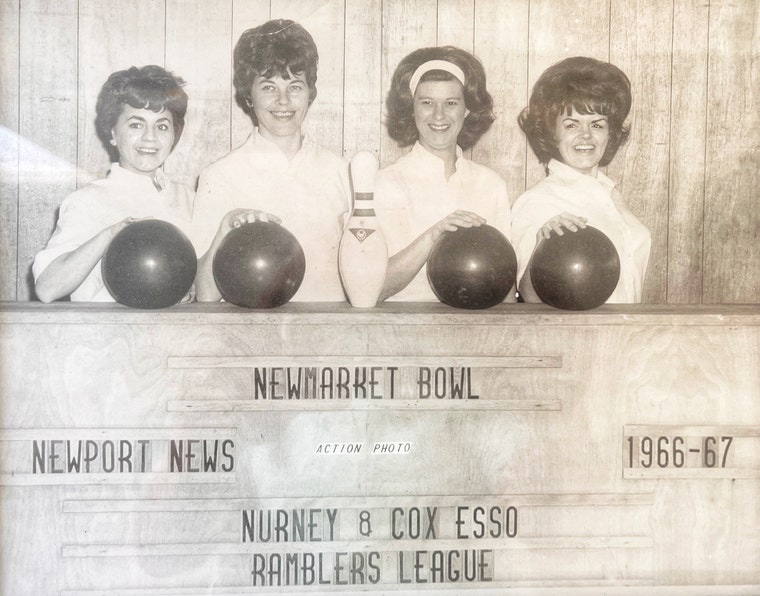 NEWMARKET BOWL
NEWPORT NEWS
ACTION PHOTO
1966-67
NURNEY & COX ESSO
RAMBLERS LEAGUE